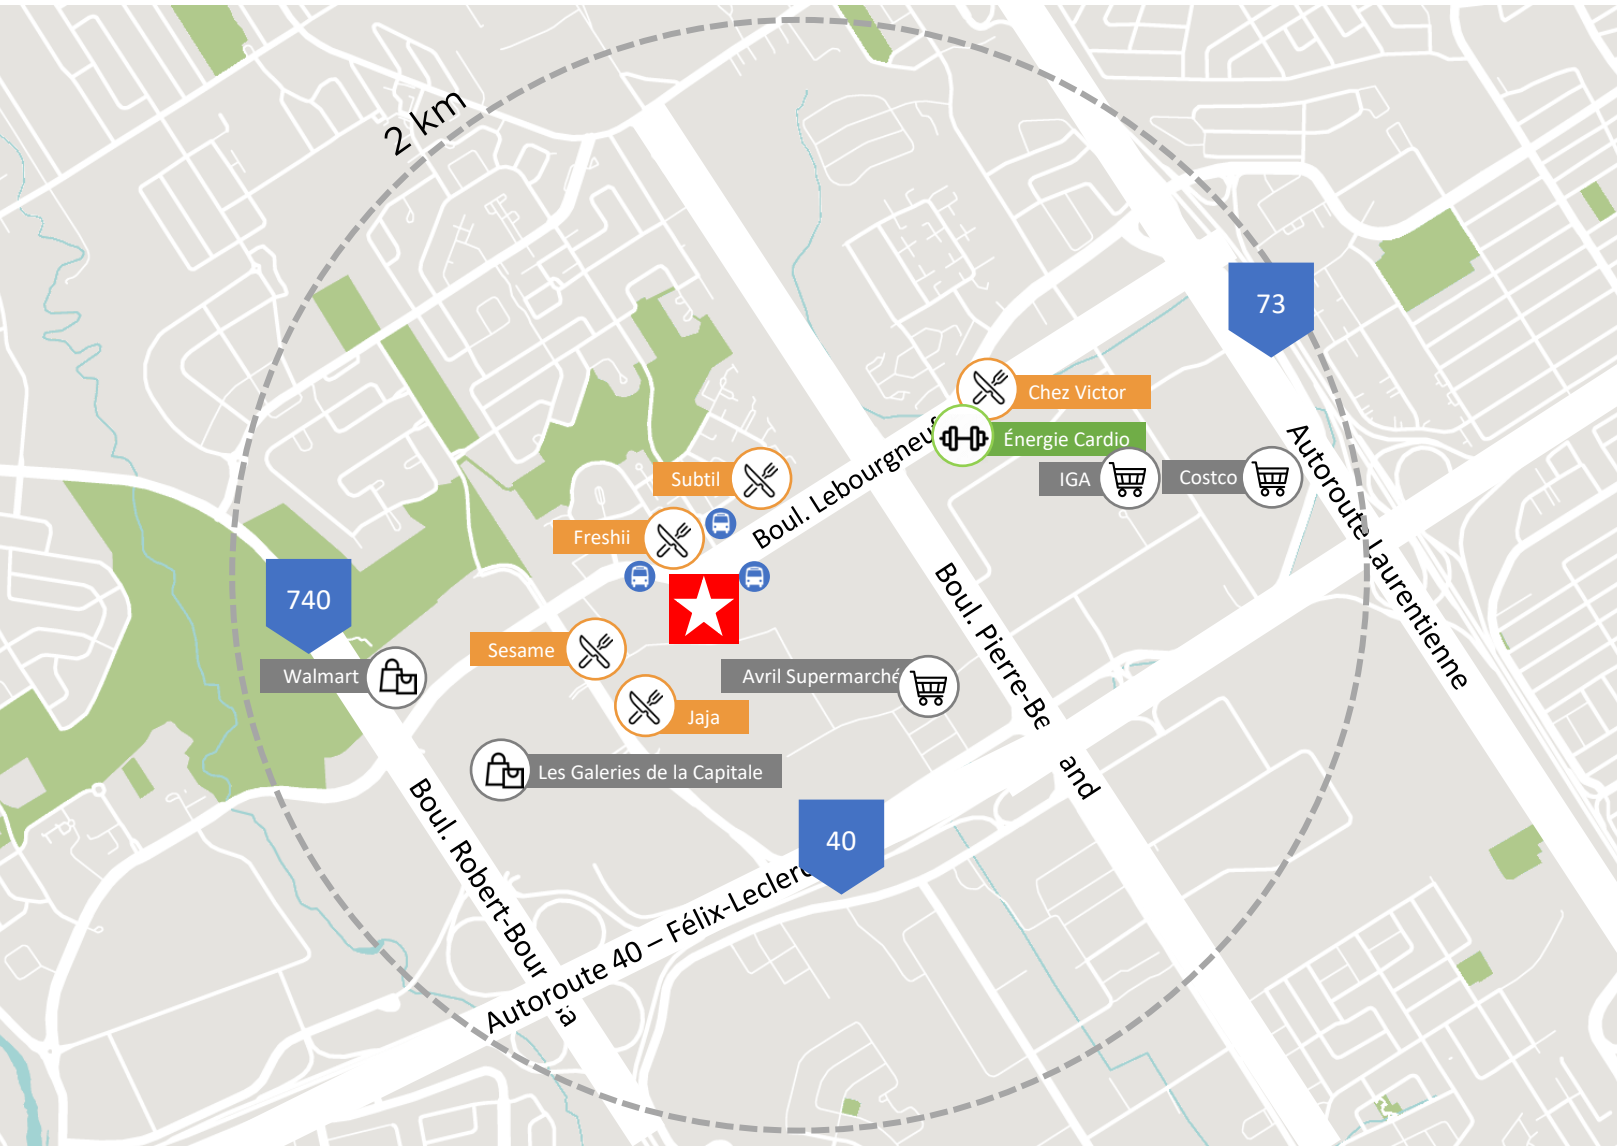 2 km
73
Chez Victor
Énergie Cardio
IGA
Costco
Subtil
Freshii
Boul. Lebourgneuf
Autoroute Laurentienne
740
Sesame
Walmart
Avril Supermarché
Jaja
Les Galeries de la Capitale
Boul. Pierre-Be and
40
Boul. Robert-Bour sa
Autoroute 40 – Félix-Leclerc